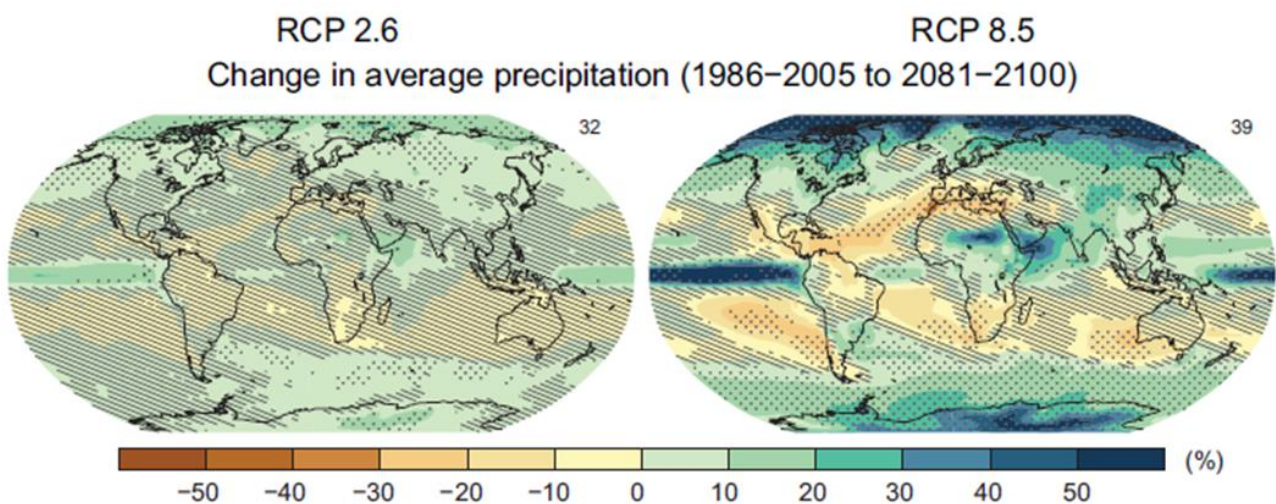 RCP 2.6 RCP 8.5
Change in average precipitation (1986−2005 to 2081−2100)
32 39
(%)
−50 −40 −30 −20 −10 0 10 20 30 40 50